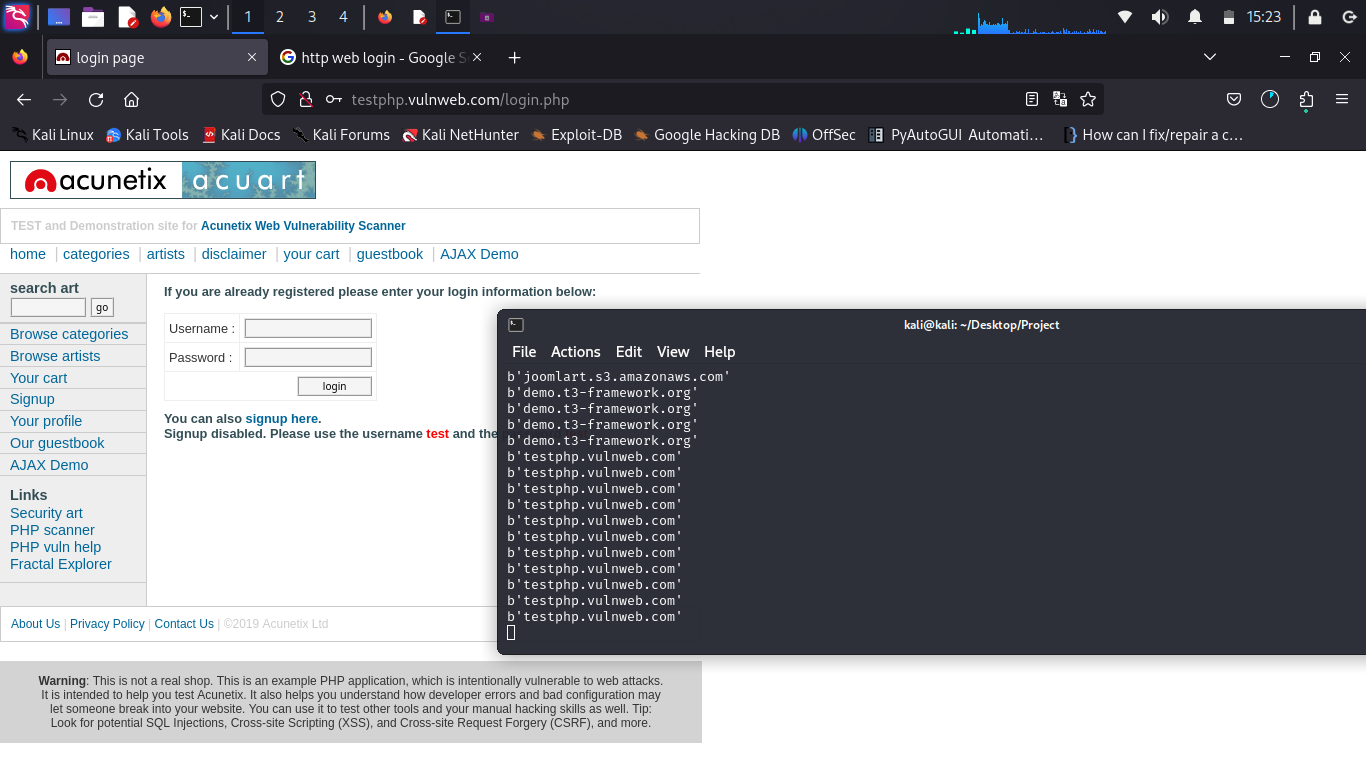 1 2 3 4 15:23
login page http web login - Google S
testphp.vulnweb.com/login.php
Kali Linux Kali Tools Kali Docs Kali Forums Kali NetHunter Exploit-DB Google Hacking DB OffSec PyAutoGUI Automati… How can I fix/repair a c…
acunetix acuart
TEST and Demonstration site for Acunetix Web Vulnerability Scanner
home | categories | artists | disclaimer | your cart | guestbook | AJAX Demo
search art
go
Browse categories
Browse artists
Your cart
Signup
Your profile
Our guestbook
AJAX Demo
Links
Security art
PHP scanner
PHP vuln help
Fractal Explorer
If you are already registered please enter your login information below:
Username :
Password :
login
You can also signup here.
Signup disabled. Please use the username test and the
kali@kali: ~/Desktop/Project
File Actions Edit View Help
b'joomlart.s3.amazonaws.com'
b'demo.t3-framework.org'
b'demo.t3-framework.org'
b'demo.t3-framework.org'
b'demo.t3-framework.org'
b'testphp.vulnweb.com'
b'testphp.vulnweb.com'
b'testphp.vulnweb.com'
b'testphp.vulnweb.com'
b'testphp.vulnweb.com'
b'testphp.vulnweb.com'
b'testphp.vulnweb.com'
b'testphp.vulnweb.com'
b'testphp.vulnweb.com'
b'testphp.vulnweb.com'
b'testphp.vulnweb.com'
About Us | Privacy Policy | Contact Us | ©2019 Acunetix Ltd
Warning: This is not a real shop. This is an example PHP application, which is intentionally vulnerable to web attacks.
It is intended to help you test Acunetix. It also helps you understand how developer errors and bad configuration may
let someone break into your website. You can use it to test other tools and your manual hacking skills as well. Tip:
Look for potential SQL Injections, Cross-site Scripting (XSS), and Cross-site Request Forgery (CSRF), and more.